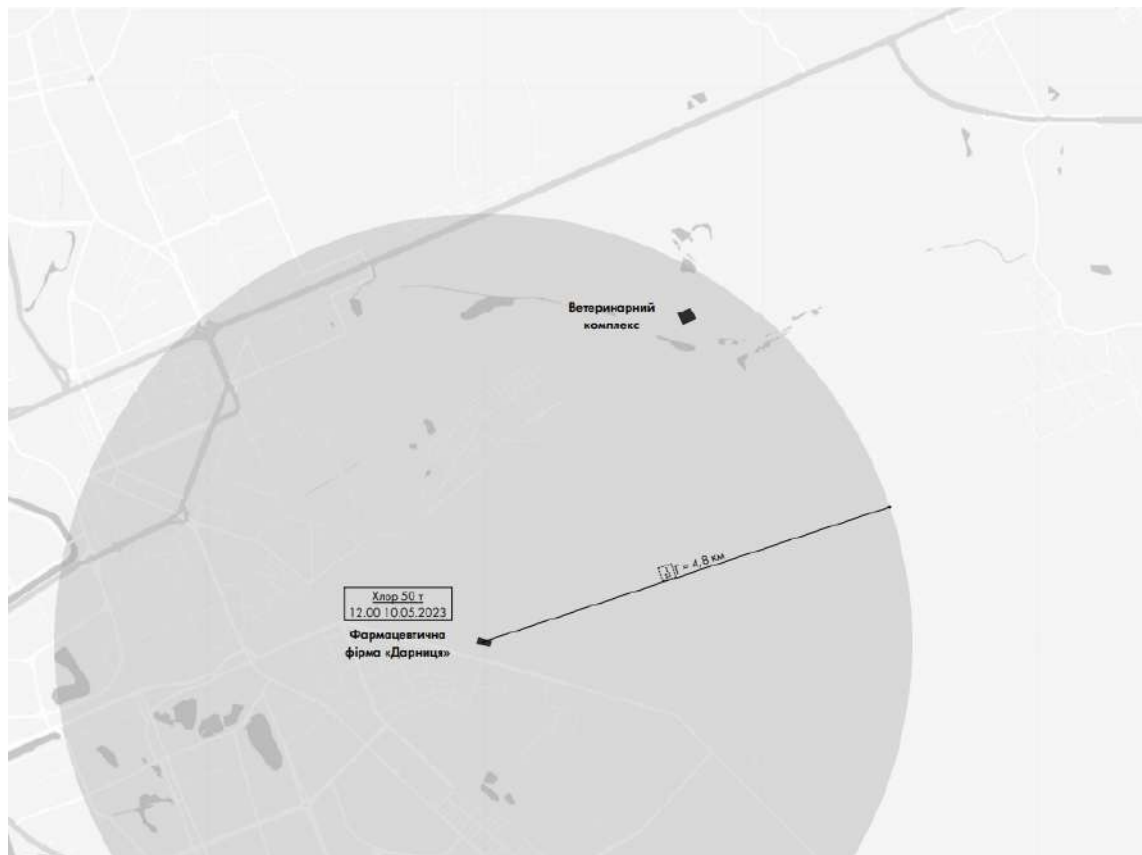 Ветеринарний
комплекс
Г = 4,8 км
Хлор 50 т
12.00 10.05.2023
Фармацевтична
фірма «Дарниця»